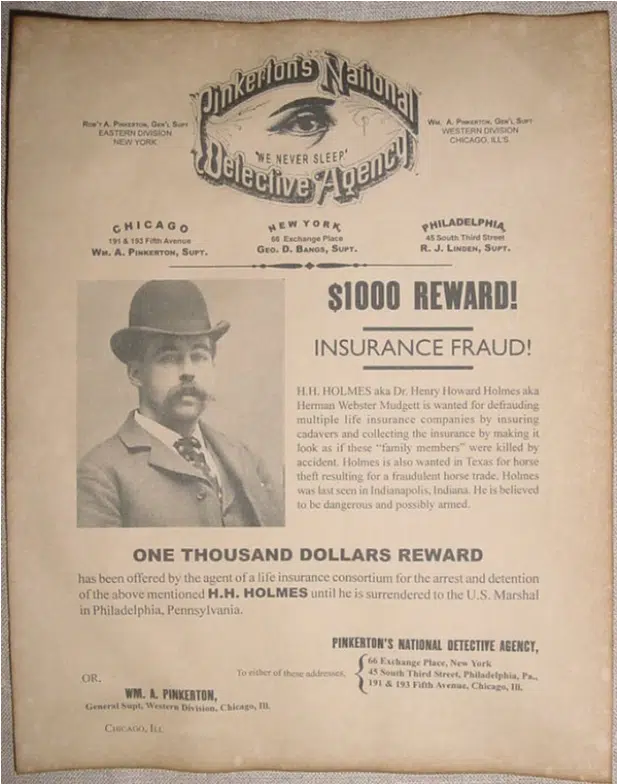 Pinkerton's National
"WE NEVER SLEEP"
Detective Agency
ROB'T A. PINKERTON, GEN'L SUPT
EASTERN DIVISION
NEW YORK
WM. A. PINKERTON, GEN'L SUPT
WESTERN DIVISION
CHICAGO, ILL'S
CHICAGO
191 & 193 Fifth Avenue
WM. A. PINKERTON, SUPT.
NEW YORK
66 Exchange Place
GEO. D. BANGS, SUPT.
PHILADELPHIA
45 South Third Street
R. J. LINDEN, SUPT.
$1000 REWARD!
INSURANCE FRAUD!
H.H. HOLMES aka Dr. Henry Howard Holmes aka
Herman Webster Mudgett is wanted for defrauding
multiple life insurance companies by insuring
cadavers and collecting the insurance by making it
look as if these "family members" were killed by
accident. Holmes is also wanted in Texas for horse
theft resulting for a fraudulent horse trade. Holmes
was last seen in Indianapolis, Indiana. He is believed
to be dangerous and possibly armed.
ONE THOUSAND DOLLARS REWARD
has been offered by the agent of a life insurance consortium for the arrest and detention
of the above mentioned H.H. HOLMES until he is surrendered to the U.S. Marshal
in Philadelphia, Pennsylvania.
PINKERTON'S NATIONAL DETECTIVE AGENCY,
To either of these addresses,
66 Exchange Place, New York
45 South Third Street, Philadelphia, Pa.,
191 & 193 Fifth Avenue, Chicago, Ill.
OR,
WM. A. PINKERTON,
General Supt, Western Division, Chicago, Ill.
CHICAGO, ILL